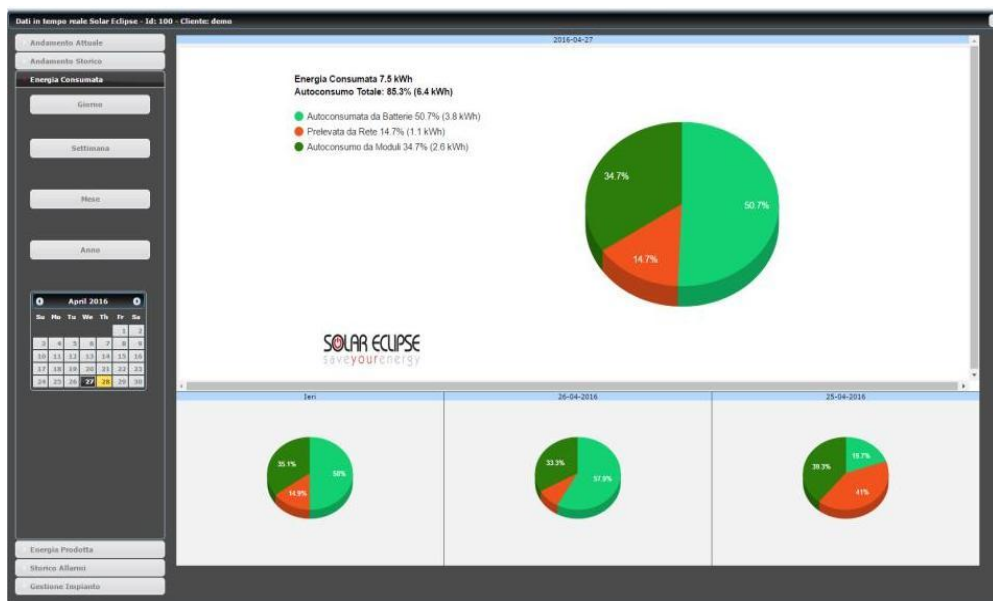 Dati in tempo reale Solar Eclipse - Id: 100 - Cliente: demo
Andamento Attuale
Andamento Storico
Energia Consumata
Giorno
Settimana
Mese
Anno
April 2016
Su Mo Tu We Th Fr Sa
1 2
3 4 5 6 7 8 9
10 11 12 13 14 15 16
17 18 19 20 21 22 23
24 25 26 27 28 29 30
Energia Prodotta
Storico Allarmi
Gestione Impianto
2016-04-27
Energia Consumata 7.5 kWh
Autoconsumo Totale: 85.3% (6.4 kWh)
Autoconsumata da Batterie 50.7% (3.8 kWh)
Prelevata da Rete 14.7% (1.1 kWh)
Autoconsumo da Moduli 34.7% (2.6 kWh)
34.7%
50.7%
14.7%
SOLAR ECLIPSE
saveyourenergy
Ieri
35.1%
50%
14.9%
26-04-2016
33.3%
57.9%
25-04-2016
19.7%
39.3%
41%